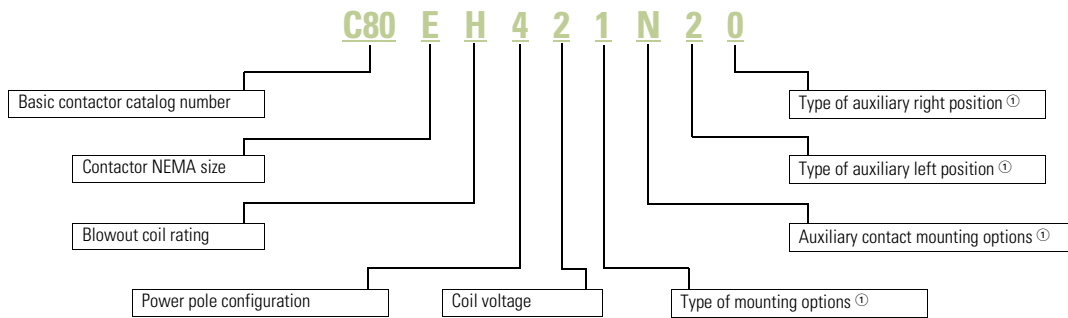 C80 E H 4 2 1 N 2 0
Basic contactor catalog number
Type of auxiliary right position ①
Contactor NEMA size
Type of auxiliary left position ①
Blowout coil rating
Auxiliary contact mounting options ①
Power pole configuration
Coil voltage
Type of mounting options ①